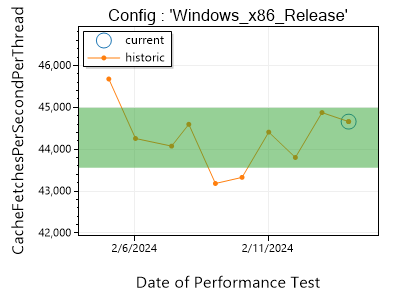 Config : 'Windows_x86_Release'
current
historic
CacheFetchesPerSecondPerThread
46,000
45,000
44,000
43,000
42,000
2/6/2024
2/11/2024
Date of Performance Test